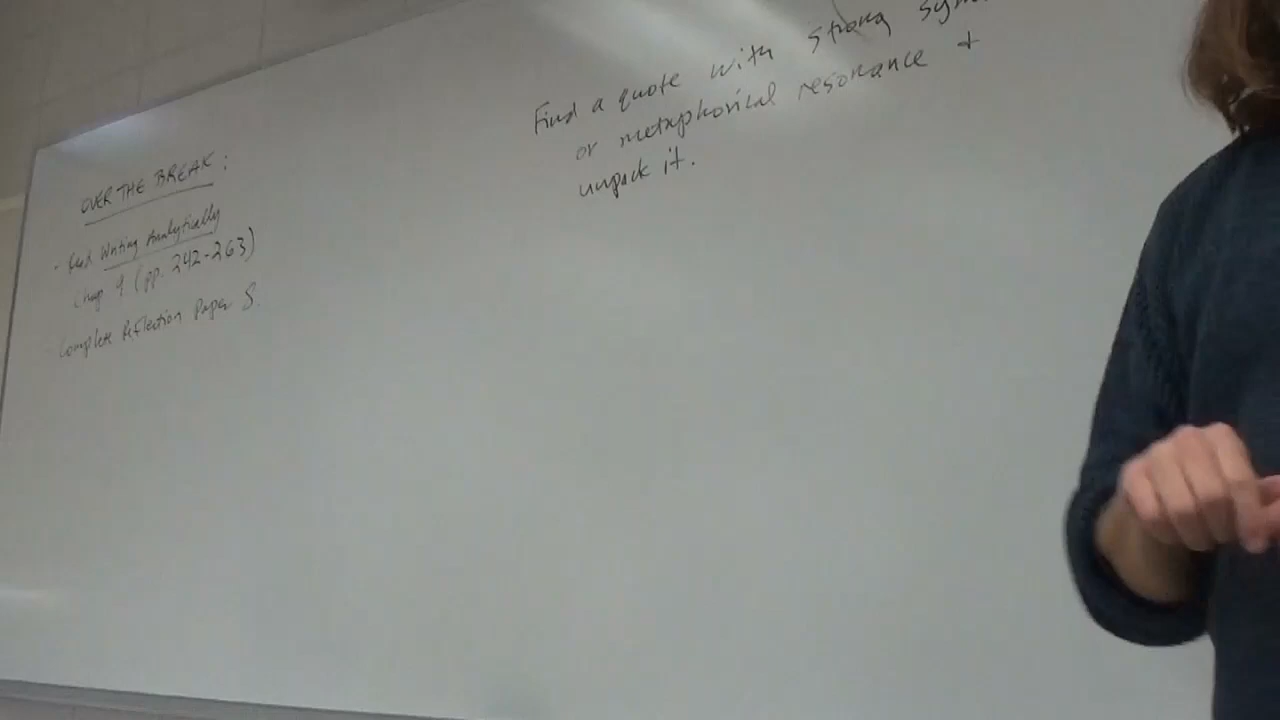 OVER THE BREAK:
- Read Writing Analytically
Chap 9 (pp. 242-263)
Complete Reflection Paper 5.
Find a quote with strong
or metaphorical resonance +
unpack it.